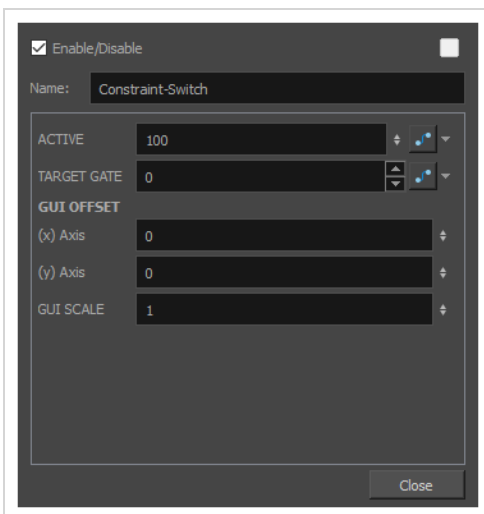 Enable/Disable
Name: Constraint-Switch
ACTIVE 100
TARGET GATE 0
GUI OFFSET
(x) Axis 0
(y) Axis 0
GUI SCALE 1
Close